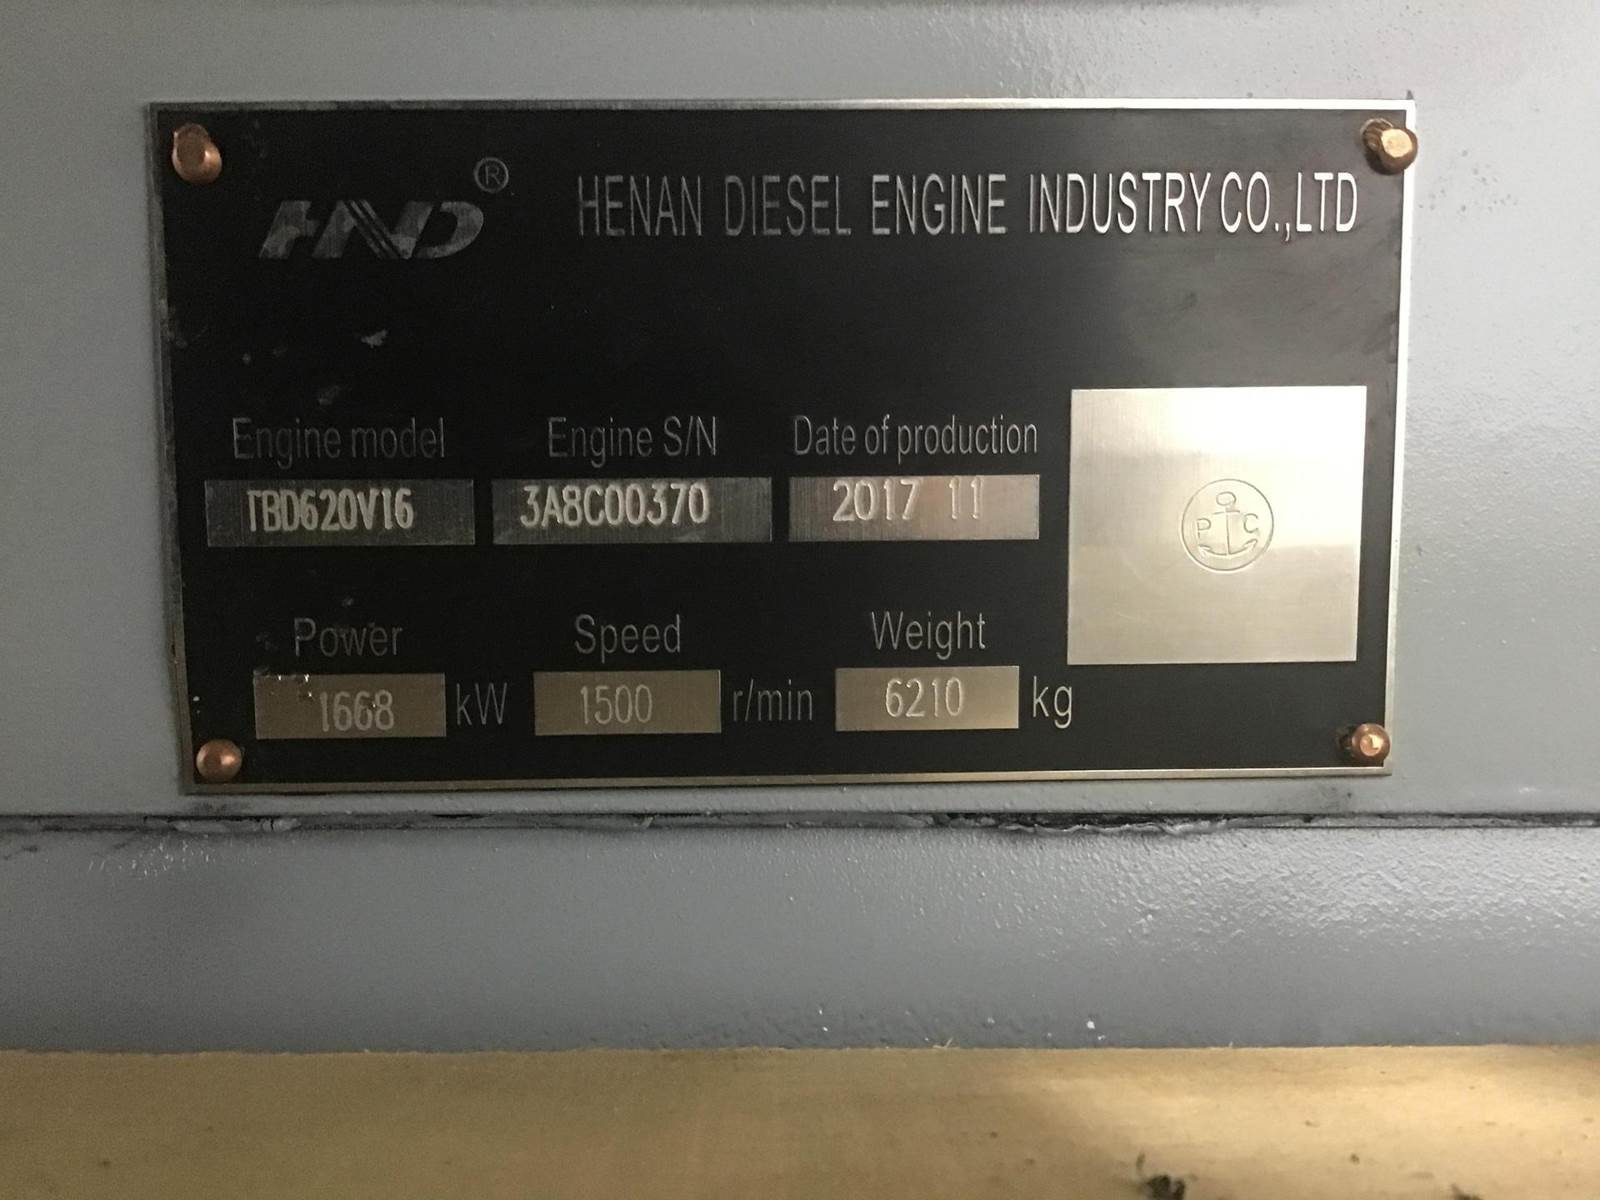 HND®
HENAN DIESEL ENGINE INDUSTRY CO.,LTD
Engine model Engine S/N Date of production
TBD620V16 3A8C00370 2017 11
P C
Power Speed Weight
1668 kW 1500 r/min 6210 kg